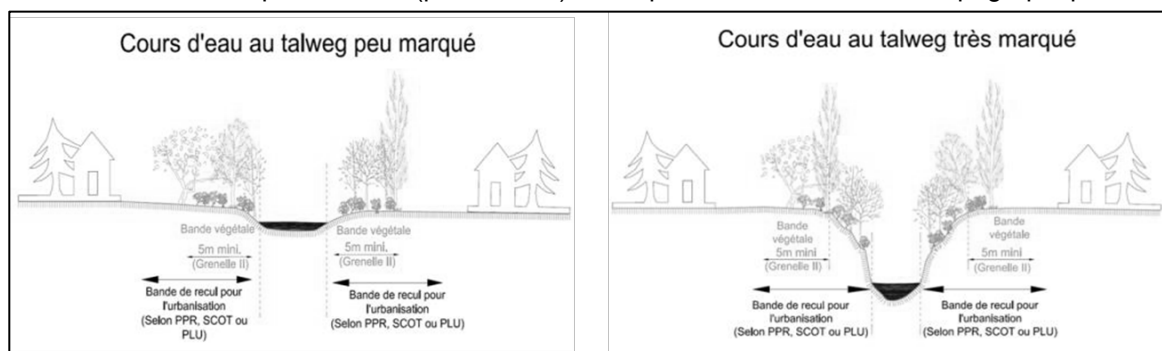 Cours d'eau au talweg peu marqué
Bande végétale
5m mini.
(Grenelle II)
Bande de recul pour
l'urbanisation
(Selon PPR, SCOT ou
PLU)
Bande végétale
5m mini.
(Grenelle II)
Bande de recul pour
l'urbanisation
(Selon PPR, SCOT ou PLU)
Cours d'eau au talweg très marqué
Bande
végétale
5m mini
(Grenelle II)
Bande de recul pour
l'urbanisation
(Selon PPR, SCOT ou PLU)
Bande
végétale
5m mini
(Grenelle II)
Bande de recul pour
l'urbanisation
(Selon PPR, SCOT ou PLU)